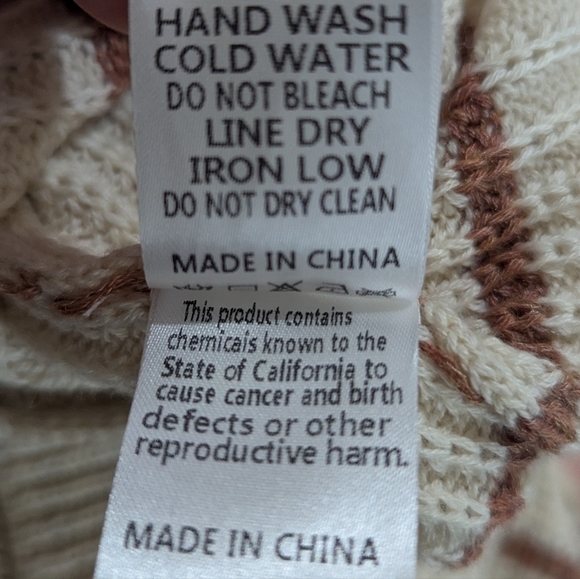 HAND WASH
COLD WATER
DO NOT BLEACH
LINE DRY
IRON LOW
DO NOT DRY CLEAN
MADE IN CHINA
This product contains
chemicals known to the
State of California to
cause cancer and birth
defects or other
reproductive harm.
MADE IN CHINA